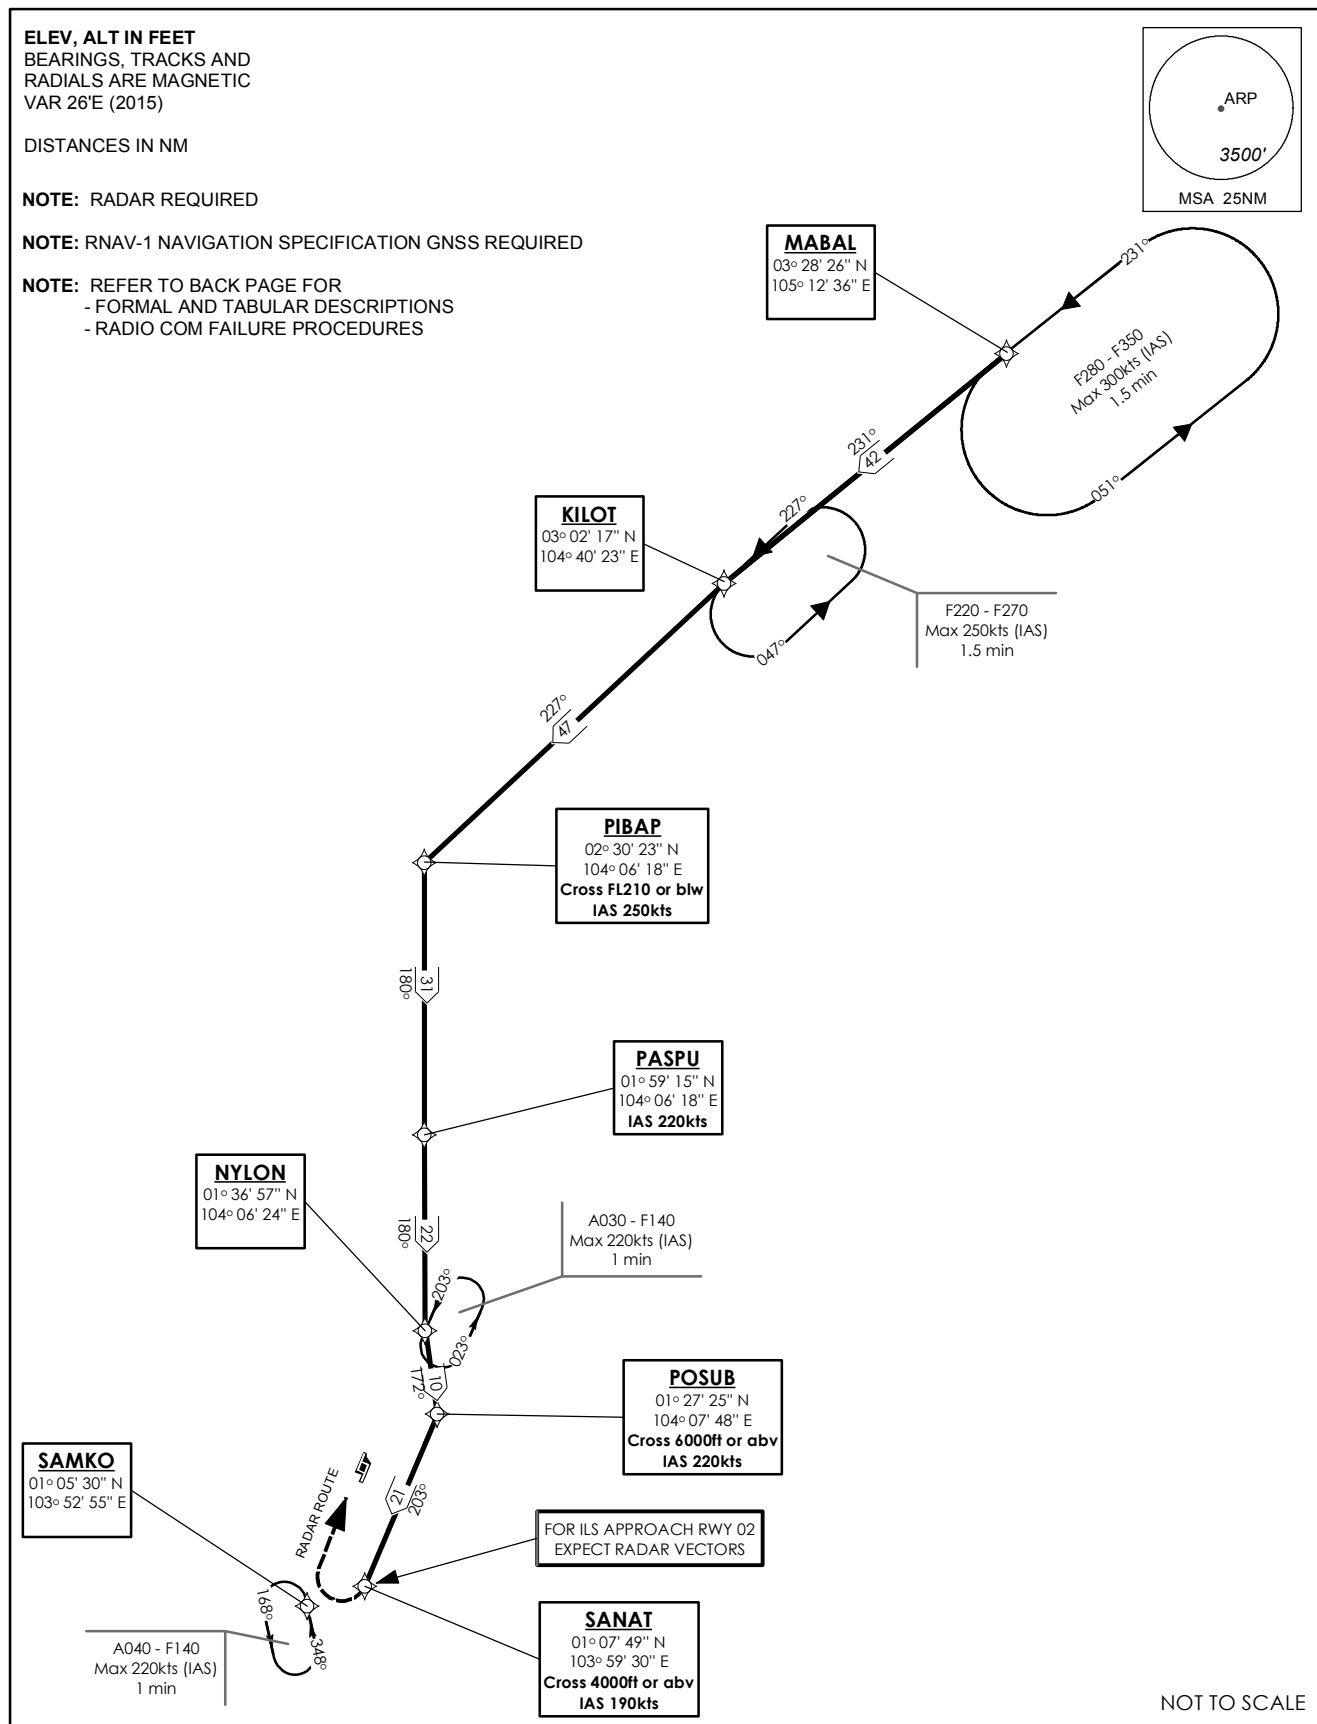 ELEV, ALT IN FEET
BEARINGS, TRACKS AND
RADIALS ARE MAGNETIC
VAR 26'E (2015)
DISTANCES IN NM
NOTE: RADAR REQUIRED
NOTE: RNAV-1 NAVIGATION SPECIFICATION GNSS REQUIRED
NOTE: REFER TO BACK PAGE FOR
- FORMAL AND TABULAR DESCRIPTIONS
- RADIO COM FAILURE PROCEDURES
ARP
3500'
MSA 25NM
MABAL
03° 28' 26" N
105° 12' 36" E
231°
F280 - F350
Max 300kts (IAS)
1.5 min
051°
231°
42
KILOT
03° 02' 17" N
104° 40' 23" E
227°
047°
F220 - F270
Max 250kts (IAS)
1.5 min
227°
47
PIBAP
02° 30' 23" N
104° 06' 18" E
Cross FL210 or blw
IAS 250kts
31
180°
PASPU
01° 59' 15" N
104° 06' 18" E
IAS 220kts
NYLON
01° 36' 57" N
104° 06' 24" E
22
180°
A030 - F140
Max 220kts (IAS)
1 min
203°
023°
10
172°
POSUB
01° 27' 25" N
104° 07' 48" E
Cross 6000ft or abv
IAS 220kts
SAMKO
01° 05' 30" N
103° 52' 55" E
RADAR ROUTE
21
203°
FOR ILS APPROACH RWY 02
EXPECT RADAR VECTORS
168°
348°
A040 - F140
Max 220kts (IAS)
1 min
SANAT
01° 07' 49" N
103° 59' 30" E
Cross 4000ft or abv
IAS 190kts
NOT TO SCALE